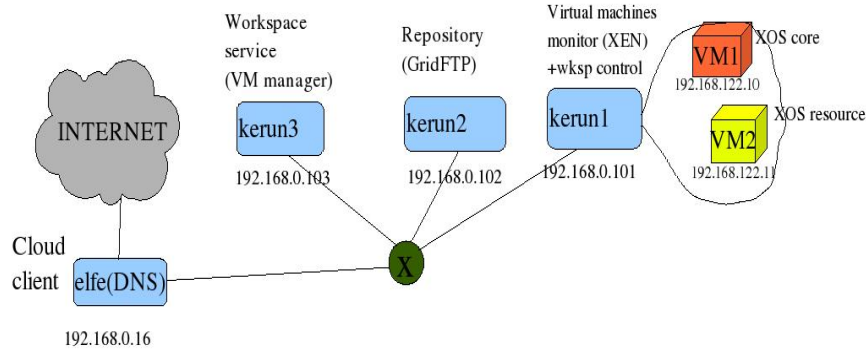 Workspace
service
(VM manager)
Repository
(GridFTP)
Virtual machines
monitor (XEN)
+wksp control
XOS core
VM1
192.168.122.10
INTERNET
kerun3
kerun2
kerun1
XOS resource
VM2
192.168.122.11
192.168.0.103
192.168.0.102
192.168.0.101
Cloud
client
elfe(DNS)
X
192.168.0.16